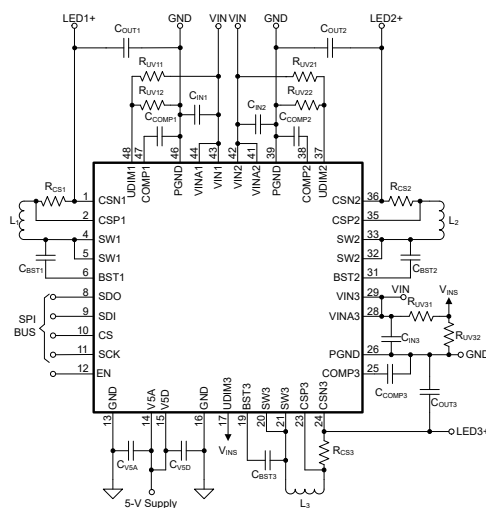 LED1+ GND VIN VIN GND LED2+
COUT1 COUT2
RUV11 RUV21
RUV12 RUV22
CIN1 CIN2
CCOMP1 CCOMP2
48 47 46 44 43 42 41 39 38 37
UDIM1 COMP1 PGND VINA1 VIN1 VIN2 VINA2 PGND COMP2 UDIM2
RCS1 1 CSN1 CSN2 36 RCS2
L1 2 CSP1 CSP2 35 L2
4 SW1 SW2 33
5 SW1 SW2 32
CBST1 6 BST1 BST2 31 CBST2
8 SDO VIN3 29 VIN VINS
SPI BUS 9 SDI VINA3 28 RUV31
10 CS CIN3 RUV32
11 SCK PGND 26 GND
12 EN COMP3 25 CCOMP3
COUT3
GND V5A V5D GND UDIM3 BST3 SW3 SW3 CSP3 CSN3
13 14 15 16 17 19 20 21 23 24
LED3+
CV5A CV5D VINS CBST3 RCS3
5-V Supply L3